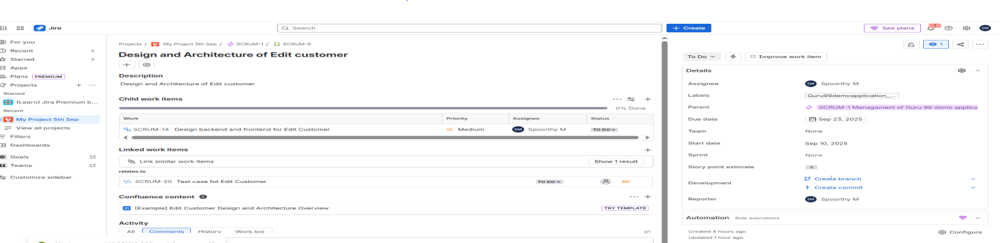 Jira
Search
+ Create
See plans
1
SM
For you
Recent
Starred
Apps
Plans PREMIUM
Projects
Starred
(Learn) Jira Premium b...
Recent
My Project 5th Sep
View all projects
Filters
Dashboards
Goals
Teams
Customize sidebar
Projects / My Project 5th Sep / SCRUM-1 / SCRUM-6
Design and Architecture of Edit customer
Description
Design and Architecture of Edit customer
Child work items
0% Done
Work Priority Assignee Status
SCRUM-14 Design backend and frontend for Edit Customer Medium SM Spoorthy M TO DO
Linked work items
Link similar work items Show 1 result
relates to
SCRUM-20 Test case fot Edit Customer TO DO
Confluence content
[Example] Edit Customer Design and Architecture Overview TRY TEMPLATE
Activity
All Comments History Work log
1
To Do Improve work item
Details
Assignee SM Spoorthy M
Labels Guru99demoapplication_...
Parent SCRUM-1 Management of Guru 99 demo applica
Due date Sep 23, 2025
Team None
Start date Sep 10, 2025
Sprint None
Story point estimate 2
Development Create branch
Create commit
Reporter SM Spoorthy M
Automation Rule executions
Created 4 hours ago Configure
Updated 1 hour ago